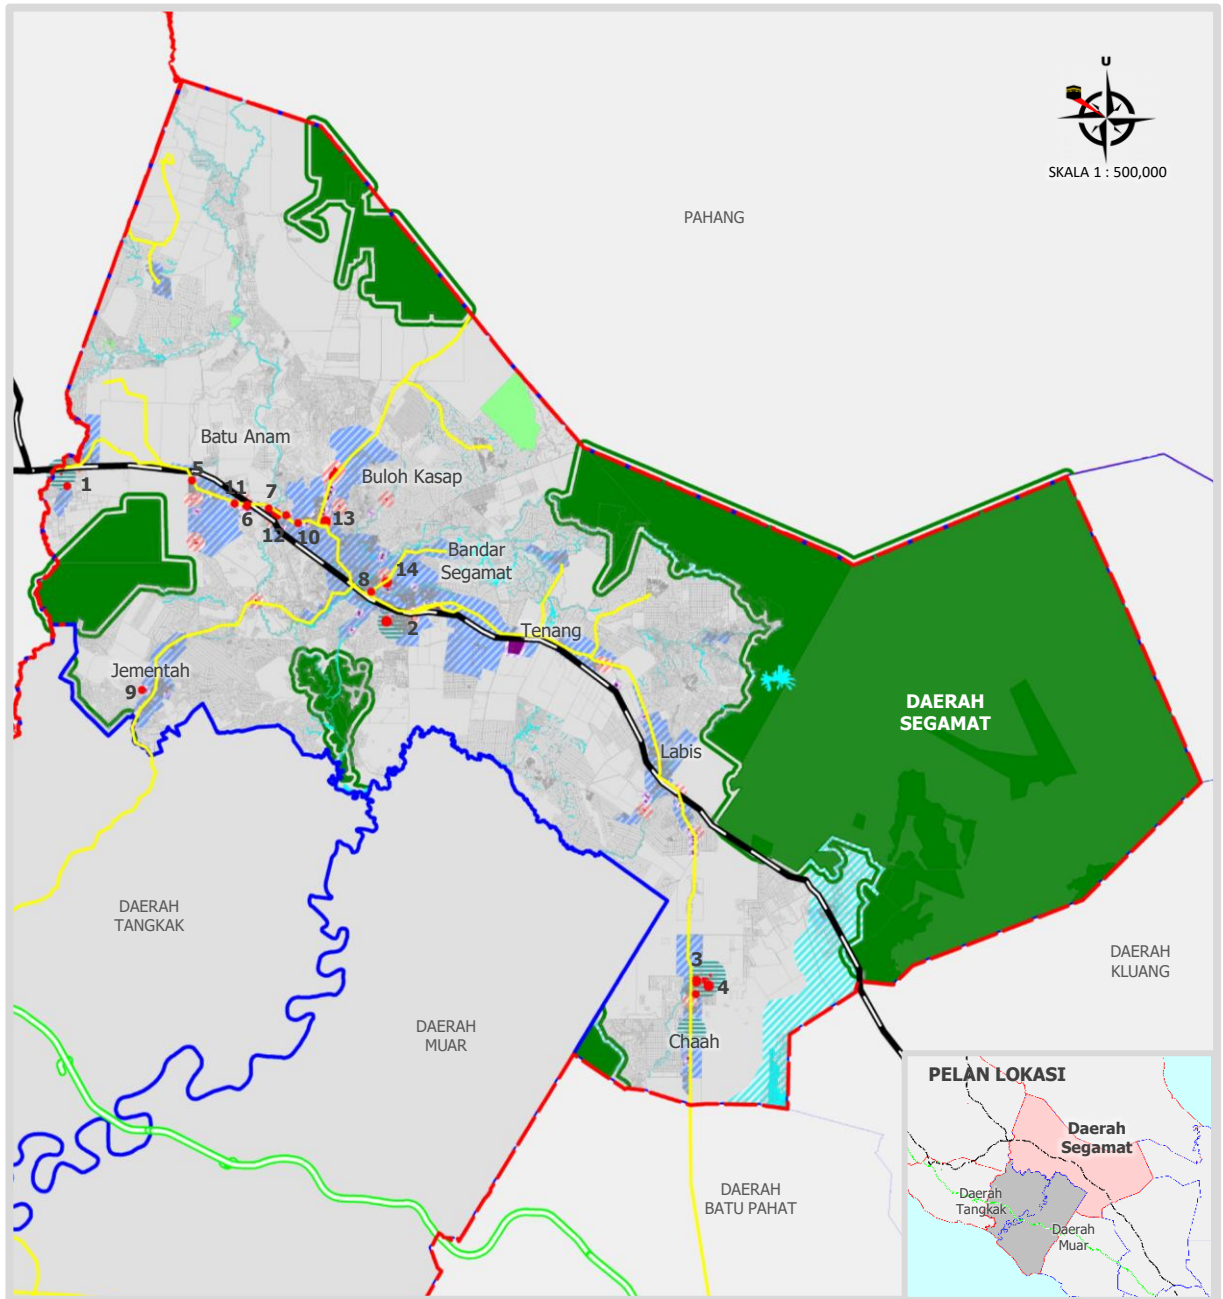 U
SKALA 1 : 500,000
PAHANG
Batu Anam
Buloh Kasap
5
1
11
7
6
13
12
10
Bandar
Segamat
14
8
2
Tenang
Jementah
9
DAERAH
SEGAMAT
Labis
DAERAH
TANGKAK
DAERAH
KLUANG
3
4
DAERAH
MUAR
Chaah
DAERAH
BATU PAHAT
PELAN LOKASI
Daerah
Segamat
Daerah
Tangkak
Daerah
Muar